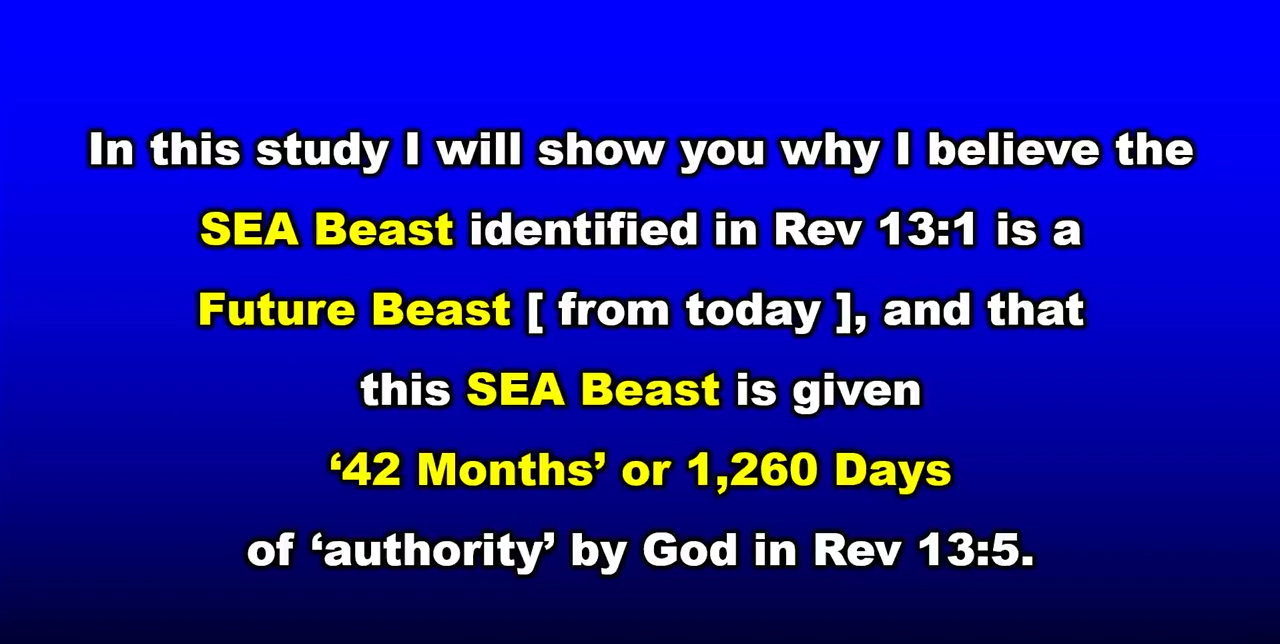 In this study I will show you why I believe the
SEA Beast identified in Rev 13:1 is a
Future Beast [ from today ], and that
this SEA Beast is given
‘42 Months’ or 1,260 Days
of ‘authority’ by God in Rev 13:5.